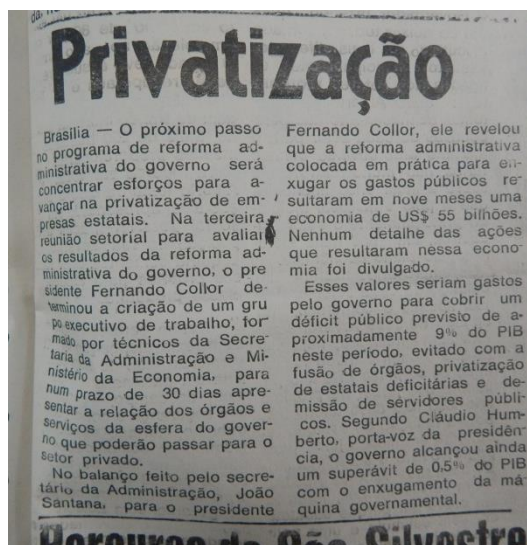 Privatização
Brasília — O próximo passo
no programa de reforma ad-
ministrativa do governo será
concentrar esforços para a-
vançar na privatização de em-
presas estatais. Na terceira
reunião setorial para avaliar
os resultados da reforma ad-
ministrativa do governo, o pre
sidente Fernando Collor de-
terminou a criação de um gru
po executivo de trabalho, for-
mado por técnicos da Secre-
taria da Administração e Mi-
nistério da Economia, para
num prazo de 30 dias apre-
sentar a relação dos órgãos e
serviços da esfera do gover-
no que poderão passar para o
setor privado.
No balanço feito pelo secre-
tário da Administração, João
Santana, para o presidente
Fernando Collor, ele revelou
que a reforma administrativa
colocada em prática para en-
xugar os gastos públicos re-
sultaram em nove meses uma
economia de US$ 55 bilhões.
Nenhum detalhe das ações
que resultaram nessa econo-
mia foi divulgado.
Esses valores seriam gastos
pelo governo para cobrir um
déficit público previsto de a-
proximadamente 9% do PIB
neste período, evitado com a
fusão de órgãos, privatização
de estatais deficitárias e de-
missão de servidores públi-
cos. Segundo Cláudio Hum-
berto, porta-voz da presidên-
cia, o governo alcançou ainda
um superávit de 0,5% do PIB
com o enxugamento da má-
quina governamental.
São Silvestre